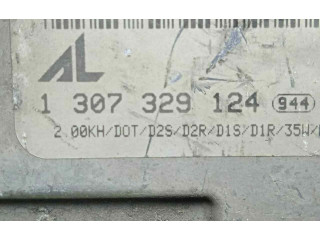 AL
1 307 329 124 944
2.00KH/DOT/D2S/D2R/D1S/D1R/35W/